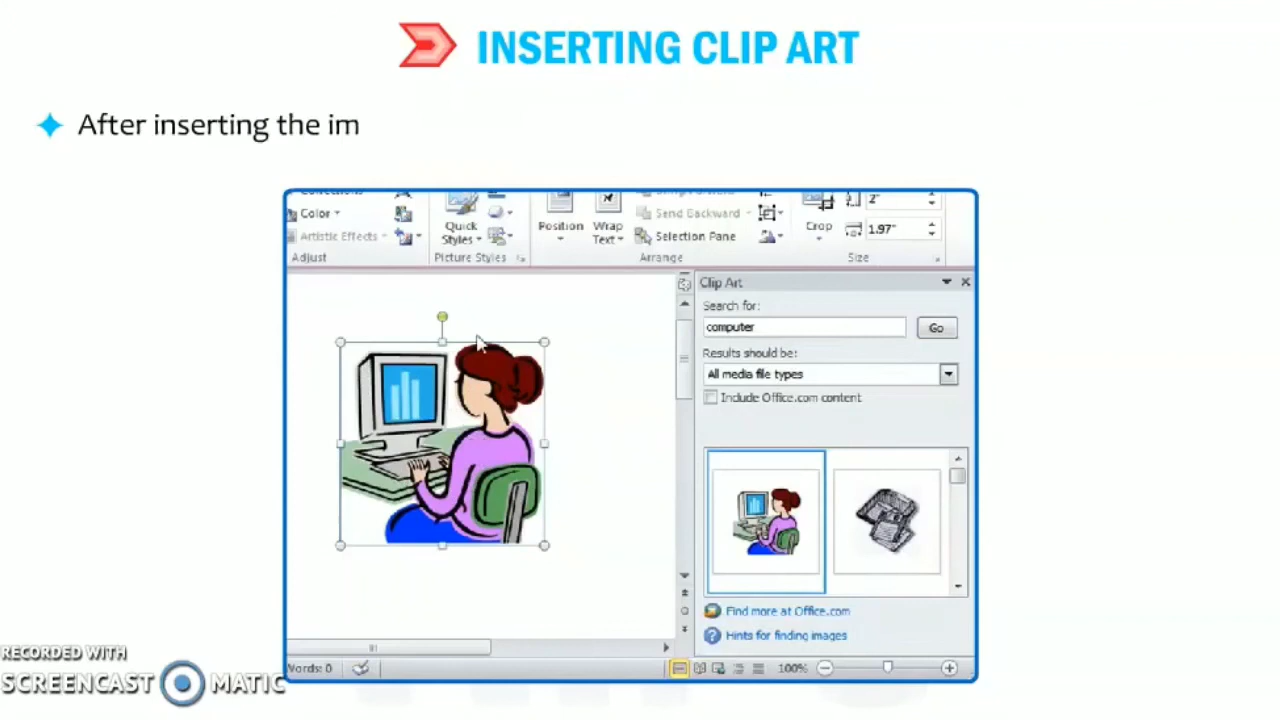 INSERTING CLIP ART
After inserting the im
Color
Artistic Effects
Adjust
Quick Styles
Picture Styles
Position
Wrap Text
Send Backward
Selection Pane
Arrange
Crop
2"
1.97"
Size
Clip Art
Search for:
computer
Go
Results should be:
All media file types
Include Office.com content
Find more at Office.com
Hints for finding images
Words: 0
100%
RECORDED WITH
SCREENCAST MATIC